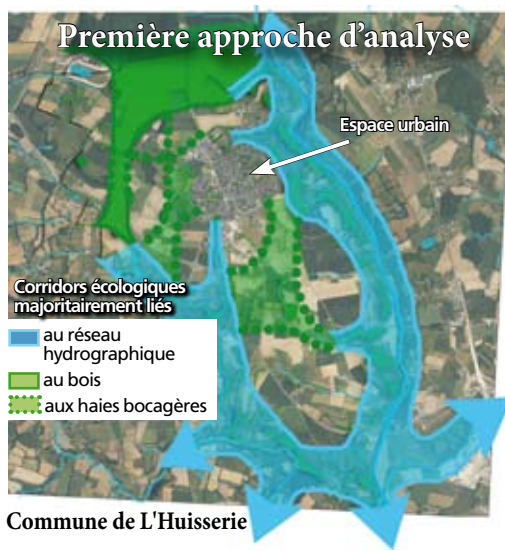 Première approche d'analyse
Espace urbain
Corridors écologiques
majoritairement liés
au réseau
hydrographique
au bois
aux haies bocagères
Commune de L'Huisserie